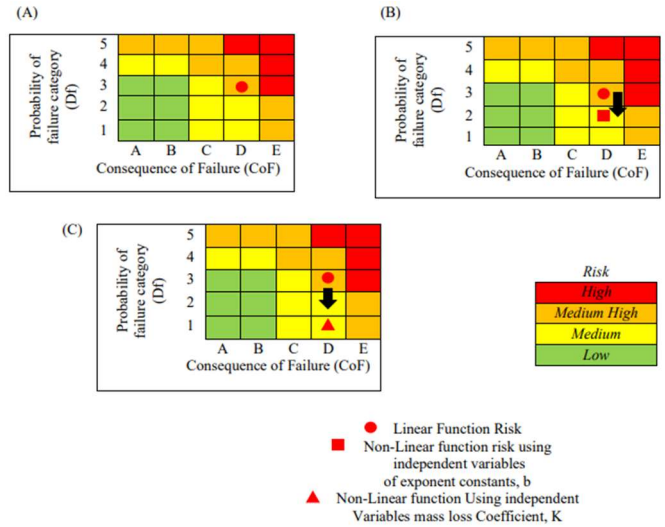 (A)
Probability of
failure category
(Df)
5
4
3
2
1
A B C D E
Consequence of Failure (CoF)
(B)
Probability of
failure category
(Df)
5
4
3
2
1
A B C D E
Consequence of Failure (CoF)
(C)
Probability of
failure category
(Df)
5
4
3
2
1
A B C D E
Consequence of Failure (CoF)
Risk
High
Medium High
Medium
Low
Linear Function Risk
Non-Linear function risk using
independent variables
of exponent constants, b
Non-Linear function Using independent
Variables mass loss Coefficient, K